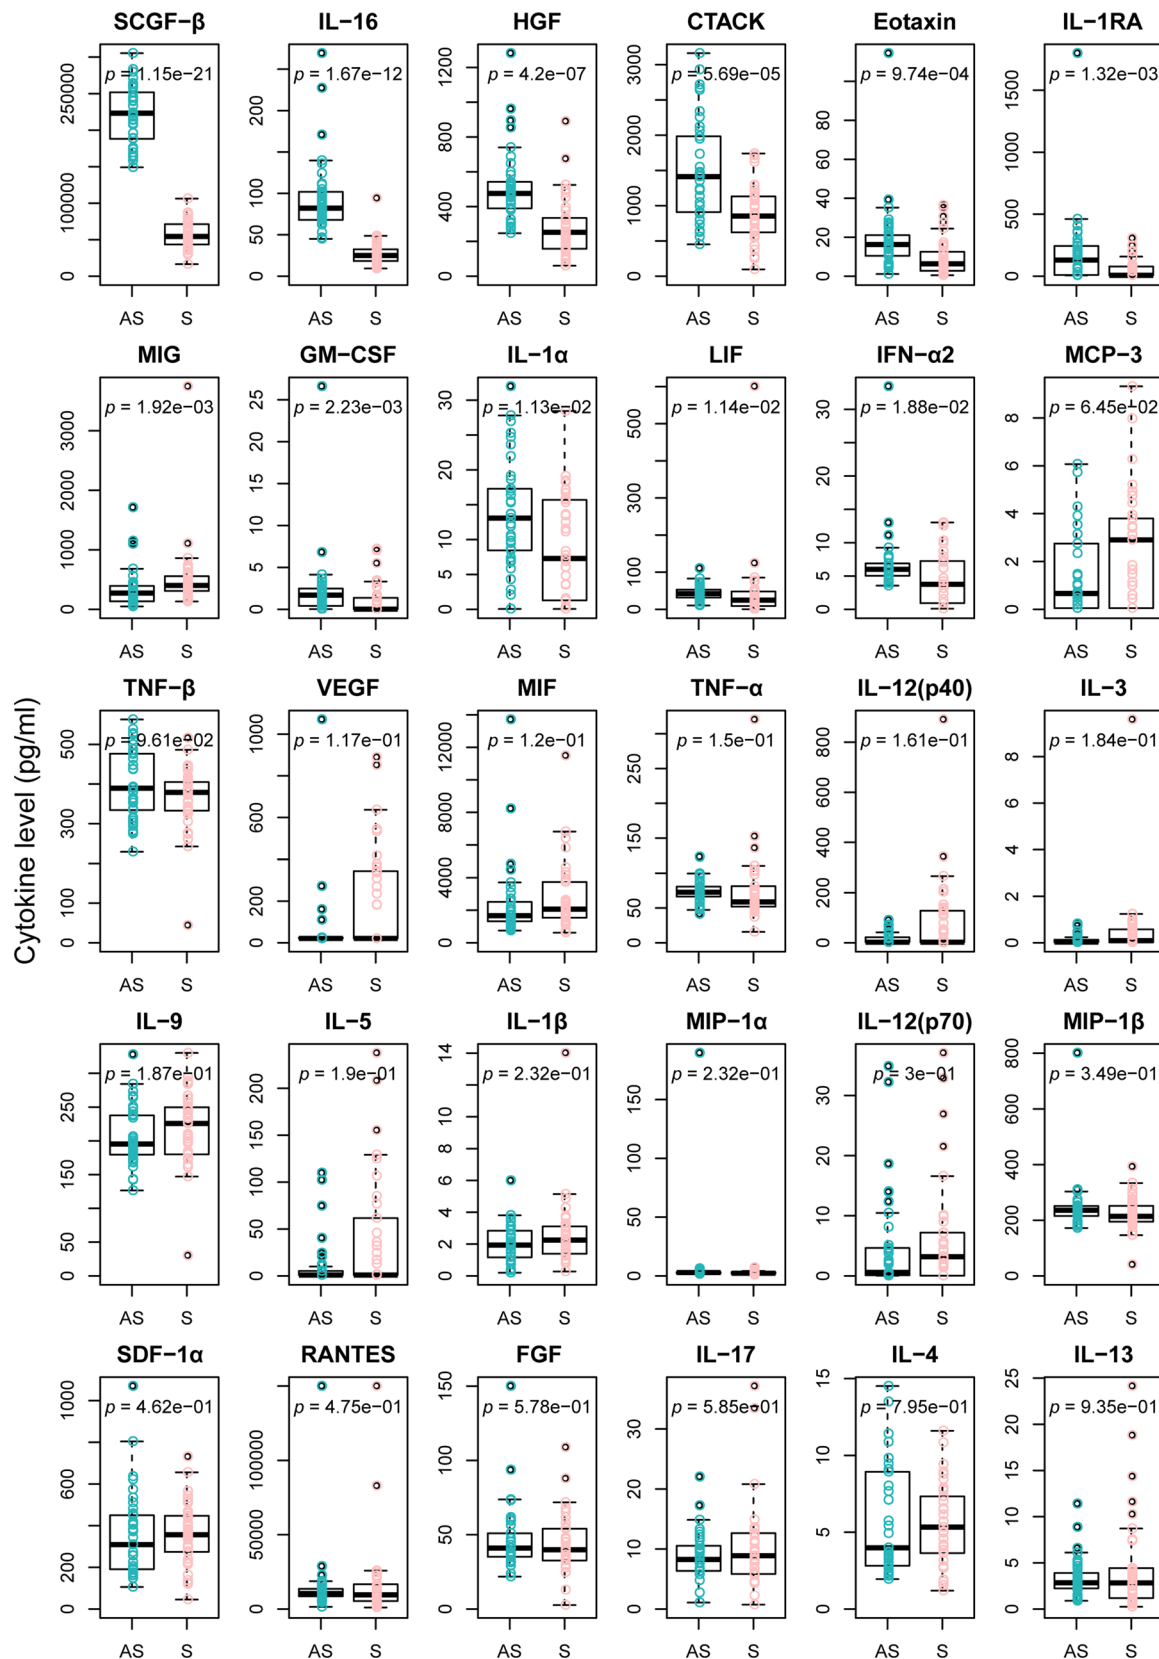 Cytokine level (pg/ml)
SCGF−β IL−16 HGF CTACK Eotaxin IL−1RA
p = 1.15e−21 p = 1.67e−12 p = 4.2e−07 p = 5.69e−05 p = 9.74e−04 p = 1.32e−03
250000 100000 0
200 100 50 0
1200 800 400 0
3000 2000 1000 0
80 60 40 20 0
1500 1000 500 0
AS S AS S AS S AS S AS S AS S
MIG GM−CSF IL−1α LIF IFN−α2 MCP−3
p = 1.92e−03 p = 2.23e−03 p = 1.13e−02 p = 1.14e−02 p = 1.88e−02 p = 6.45e−02
3000 2000 1000 0
25 20 15 10 5 0
30 20 10 0
500 300 100 0
30 20 10 5 0
8 6 4 2 0
AS S AS S AS S AS S AS S AS S
TNF−β VEGF MIF TNF−α IL−12(p40) IL−3
p = 9.61e−02 p = 1.17e−01 p = 1.2e−01 p = 1.5e−01 p = 1.61e−01 p = 1.84e−01
500 300 100 0
1000 600 200 0
12000 8000 4000 0
250 150 50 0
800 600 400 200 0
8 6 4 2 0
AS S AS S AS S AS S AS S AS S
IL−9 IL−5 IL−1β MIP−1α IL−12(p70) MIP−1β
p = 1.87e−01 p = 1.9e−01 p = 2.32e−01 p = 2.32e−01 p = 3e−01 p = 3.49e−01
250 150 50 0
200 150 100 50 0
14 12 10 8 6 4 2 0
150 100 50 0
30 20 10 0
800 600 400 200 0
AS S AS S AS S AS S AS S AS S
SDF−1α RANTES FGF IL−17 IL−4 IL−13
p = 4.62e−01 p = 4.75e−01 p = 5.78e−01 p = 5.85e−01 p = 7.95e−01 p = 9.35e−01
1000 600 300 0
100000 50000 0
150 100 50 0
30 20 10 0
15 10 5 0
25 20 15 10 5 0
AS S AS S AS S AS S AS S AS S